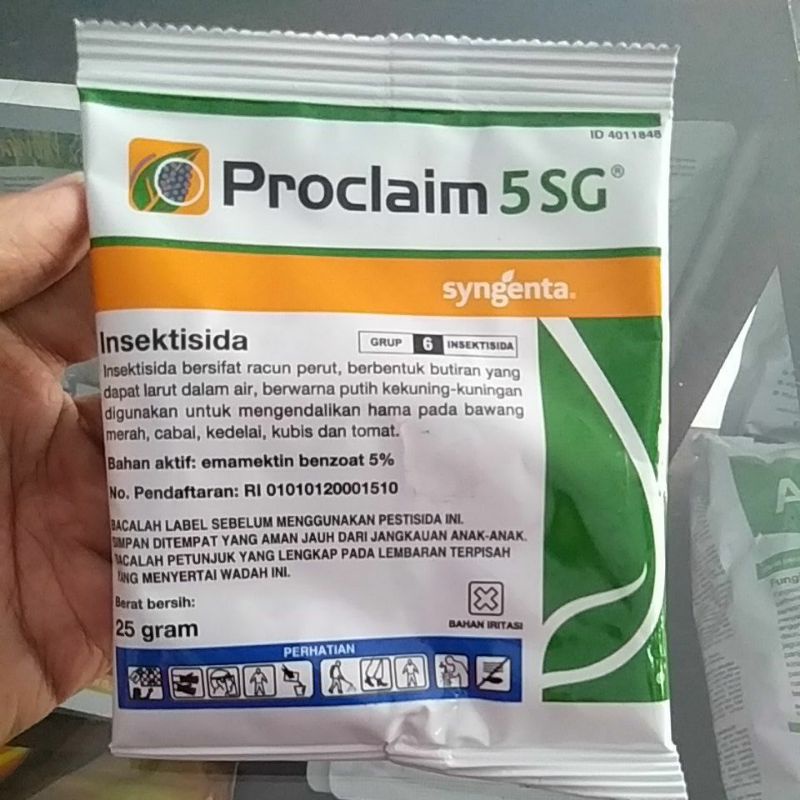 ID 4011848
Proclaim 5 SG®
syngenta.
Insektisida
GRUP 6 INSEKTISIDA
Insektisida bersifat racun perut, berbentuk butiran yang
dapat larut dalam air, berwarna putih kekuning-kuningan
digunakan untuk mengendalikan hama pada bawang
merah, cabai, kedelai, kubis dan tomat.
Bahan aktif: emamektin benzoat 5%
No. Pendaftaran: RI 01010120001510
BACALAH LABEL SEBELUM MENGGUNAKAN PESTISIDA INI.
SIMPAN DITEMPAT YANG AMAN JAUH DARI JANGKAUAN ANAK-ANAK.
BACALAH PETUNJUK YANG LENGKAP PADA LEMBARAN TERPISAH
YANG MENYERTAI WADAH INI.
Berat bersih:
25 gram
BAHAN IRITASI
PERHATIAN
A
Fung